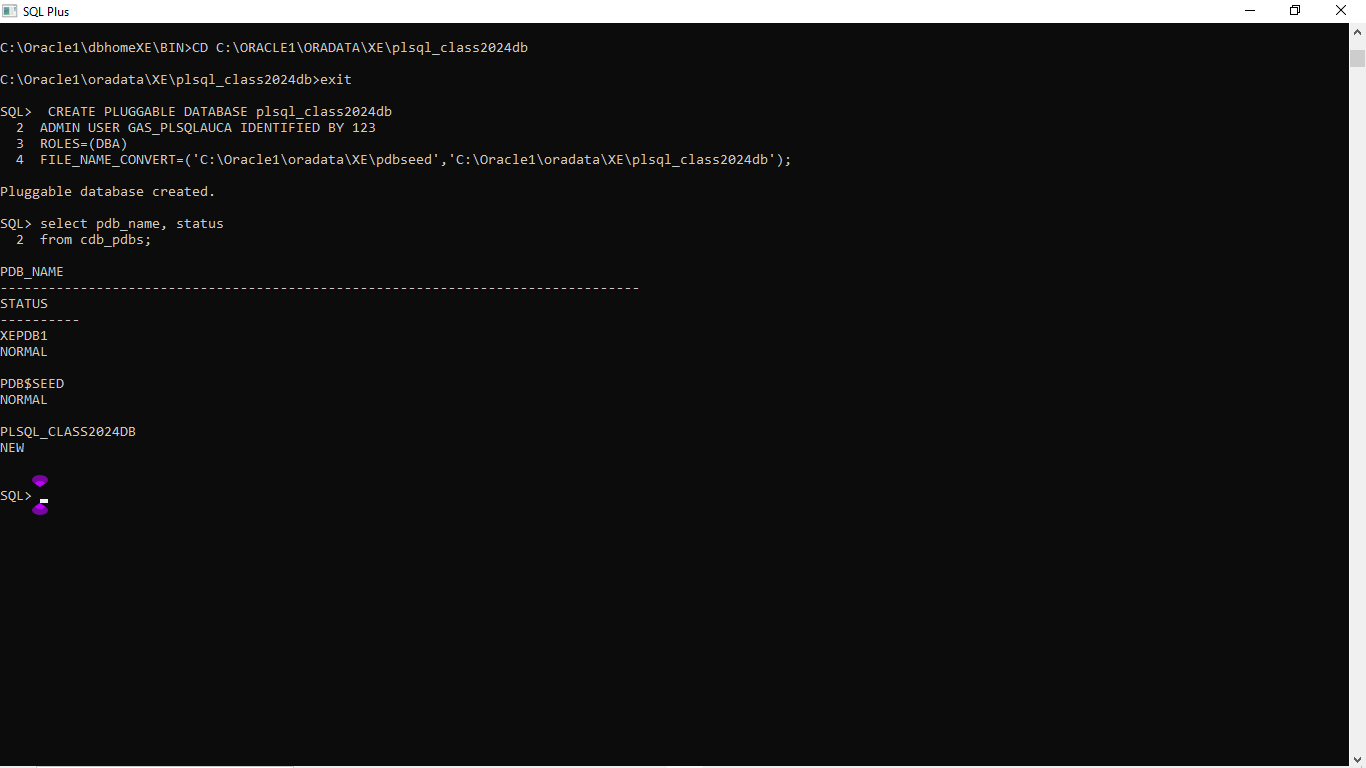 SQL Plus
C:\Oracle1\dbhomeXE\BIN>CD C:\ORACLE1\ORADATA\XE\plsql_class2024db
C:\Oracle1\oradata\XE\plsql_class2024db>exit
SQL>  CREATE PLUGGABLE DATABASE plsql_class2024db
  2  ADMIN USER GAS_PLSQLAUCA IDENTIFIED BY 123
  3  ROLES=(DBA)
  4  FILE_NAME_CONVERT=('C:\Oracle1\oradata\XE\pdbseed','C:\Oracle1\oradata\XE\plsql_class2024db');
Pluggable database created.
SQL> select pdb_name, status
  2  from cdb_pdbs;
PDB_NAME
--------------------------------------------------------------------------------
STATUS
----------
XEPDB1
NORMAL
PDB$SEED
NORMAL
PLSQL_CLASS2024DB
NEW
SQL>